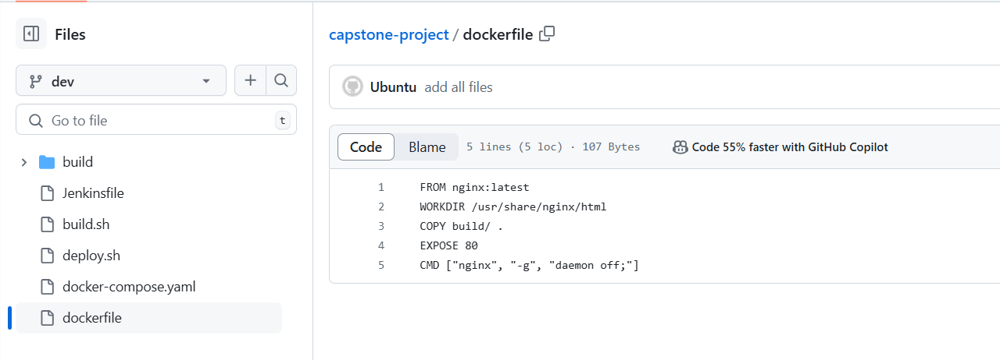 Files
dev
Go to file
t
build
Jenkinsfile
build.sh
deploy.sh
docker-compose.yaml
dockerfile
capstone-project / dockerfile
Ubuntu add all files
Code Blame 5 lines (5 loc) · 107 Bytes Code 55% faster with GitHub Copilot
1 FROM nginx:latest
2 WORKDIR /usr/share/nginx/html
3 COPY build/ .
4 EXPOSE 80
5 CMD ["nginx", "-g", "daemon off;"]